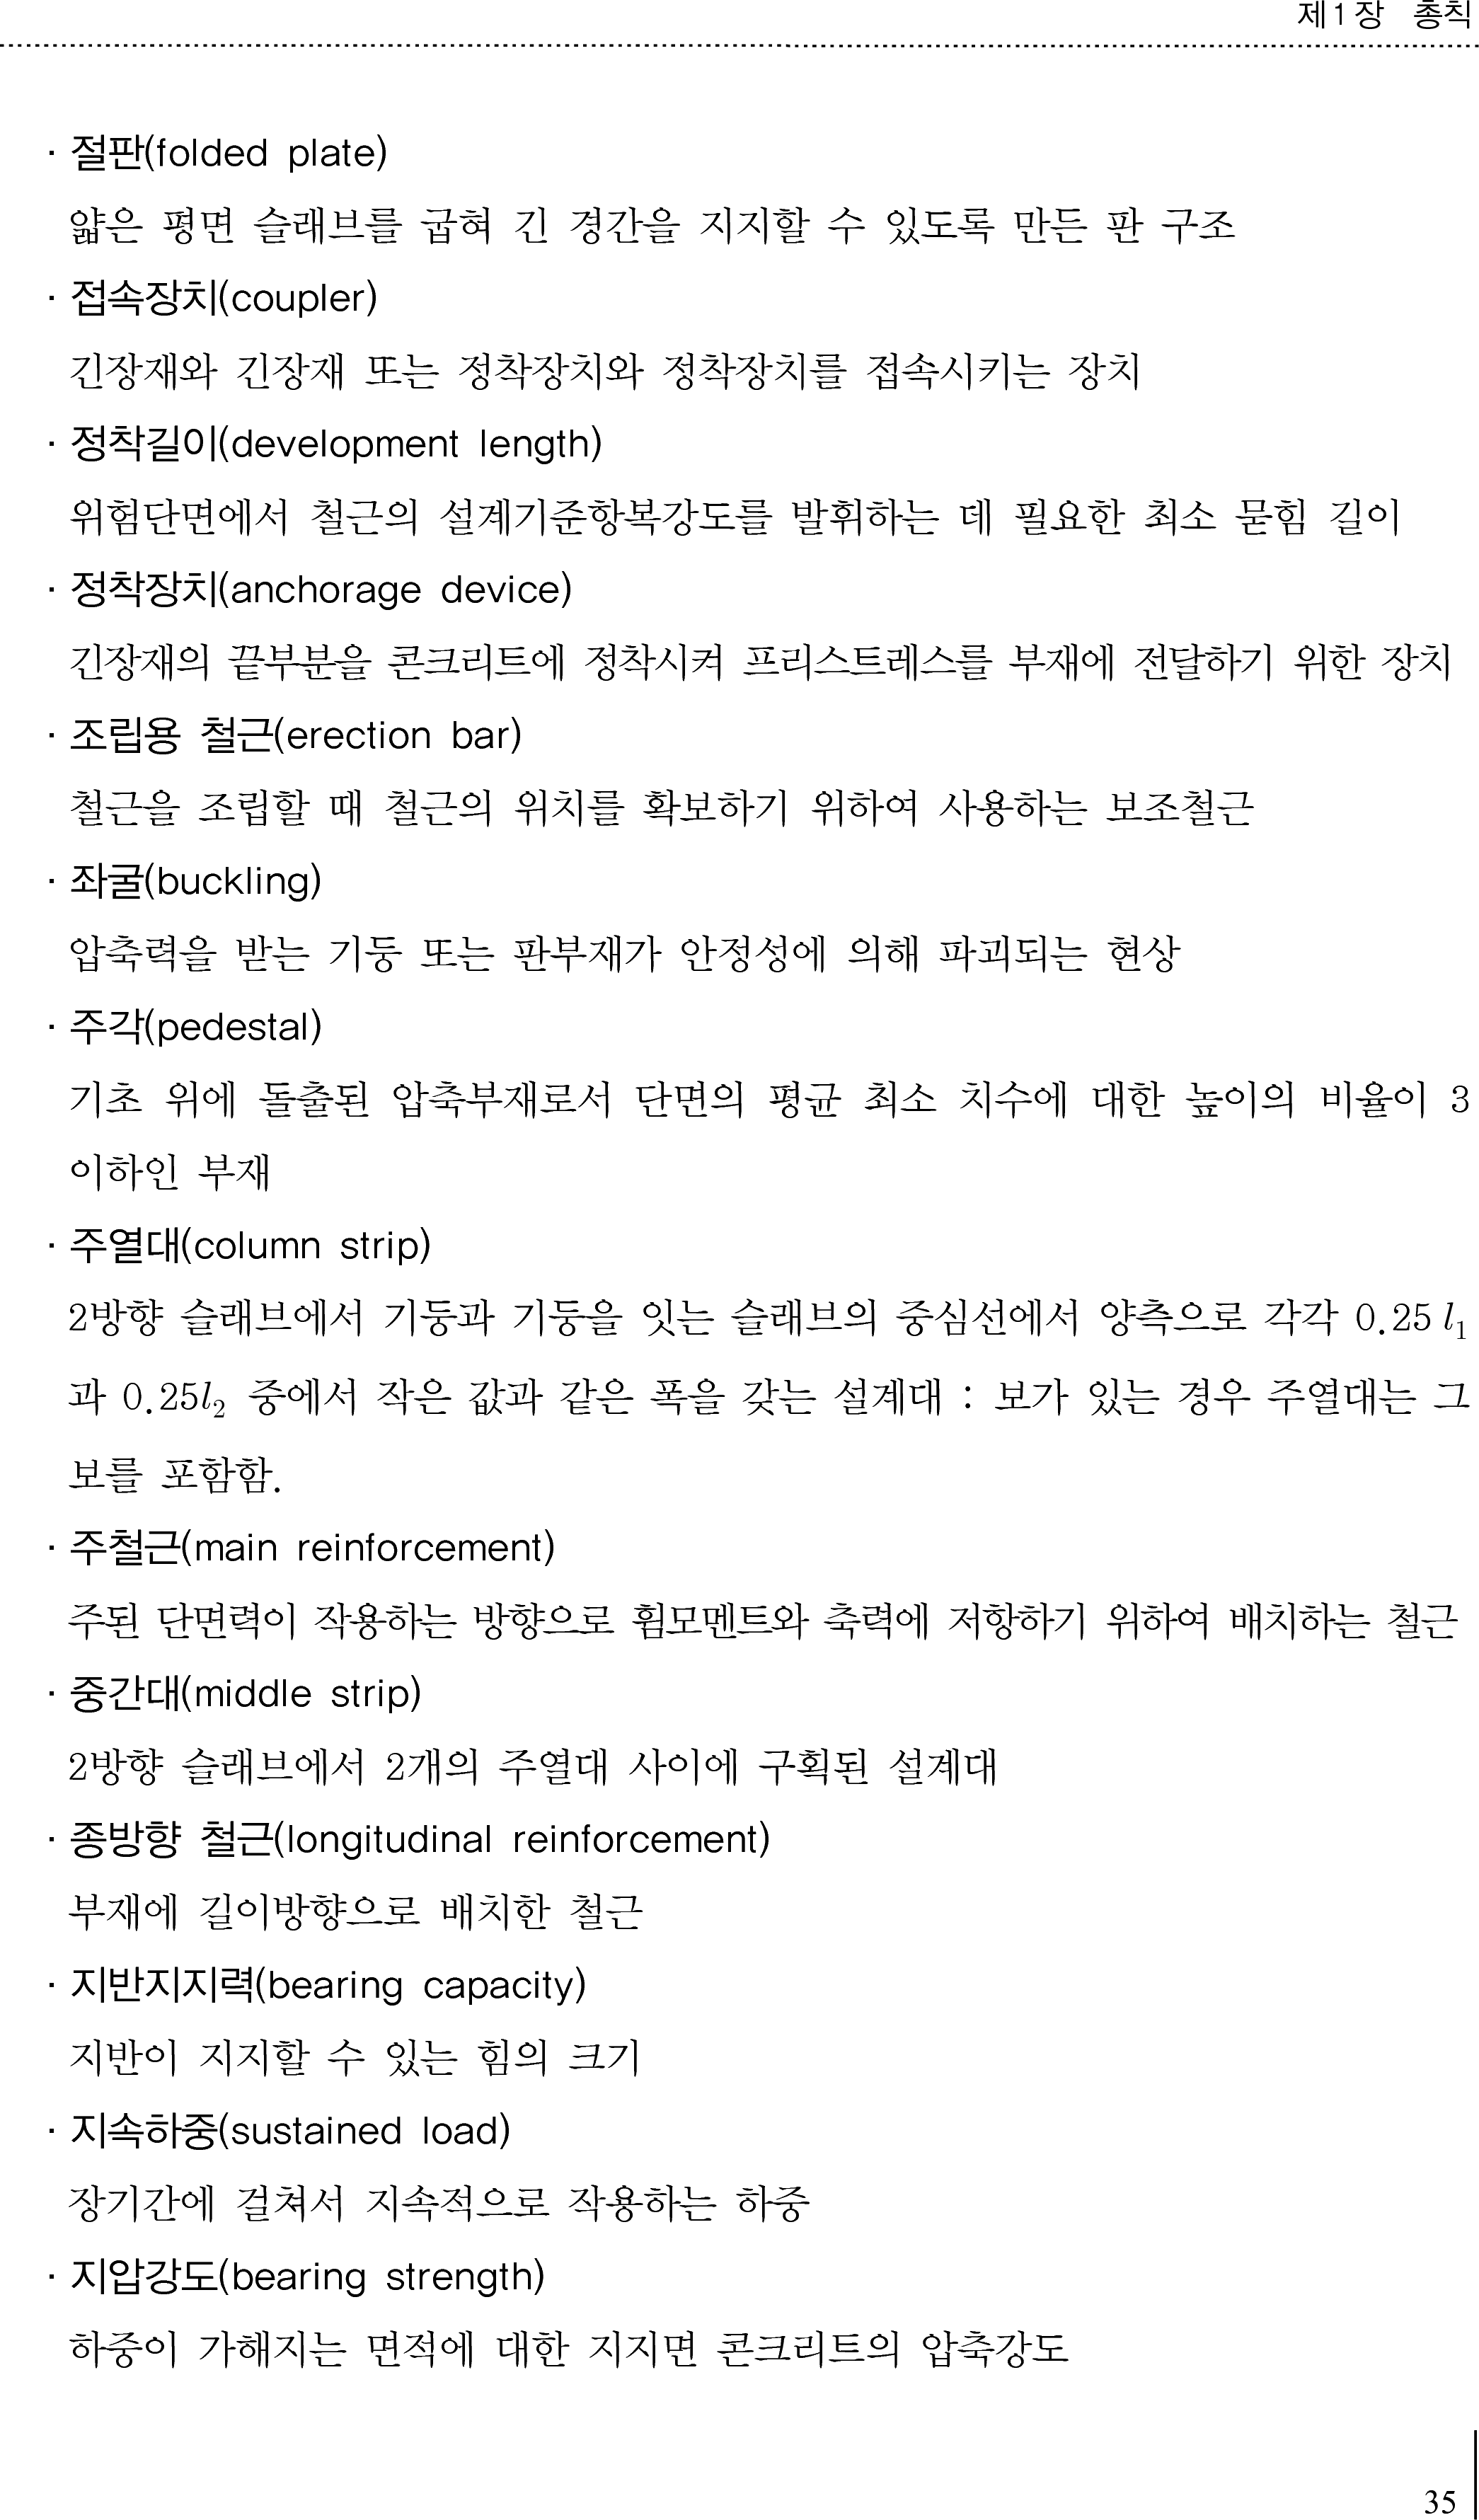 제1장 총칙
· 절판(folded plate)
얇은 평면 슬래브를 굽혀 긴 경간을 지지할 수 있도록 만든 판 구조
· 접속장치(coupler)
긴장재와 긴장재 또는 정착장치와 정착장치를 접속시키는 장치
· 정착길이(development length)
위험단면에서 철근의 설계기준항복강도를 발휘하는 데 필요한 최소 묻힘 길이
· 정착장치(anchorage device)
긴장재의 끝부분을 콘크리트에 정착시켜 프리스트레스를 부재에 전달하기 위한 장치
· 조립용 철근(erection bar)
철근을 조립할 때 철근의 위치를 확보하기 위하여 사용하는 보조철근
· 좌굴(buckling)
압축력을 받는 기둥 또는 판부재가 안정성에 의해 파괴되는 현상
· 주각(pedestal)
기초 위에 돌출된 압축부재로서 단면의 평균 최소 치수에 대한 높이의 비율이 3
이하인 부재
· 주열대(column strip)
2방향 슬래브에서 기둥과 기둥을 잇는 슬래브의 중심선에서 양측으로 각각 0.25 l₁
과 0.25l₂ 중에서 작은 값과 같은 폭을 갖는 설계대 : 보가 있는 경우 주열대는 그
보를 포함함.
· 주철근(main reinforcement)
주된 단면력이 작용하는 방향으로 휨모멘트와 축력에 저항하기 위하여 배치하는 철근
· 중간대(middle strip)
2방향 슬래브에서 2개의 주열대 사이에 구획된 설계대
· 종방향 철근(longitudinal reinforcement)
부재에 길이방향으로 배치한 철근
· 지반지지력(bearing capacity)
지반이 지지할 수 있는 힘의 크기
· 지속하중(sustained load)
장기간에 걸쳐서 지속적으로 작용하는 하중
· 지압강도(bearing strength)
하중이 가해지는 면적에 대한 지지면 콘크리트의 압축강도
35